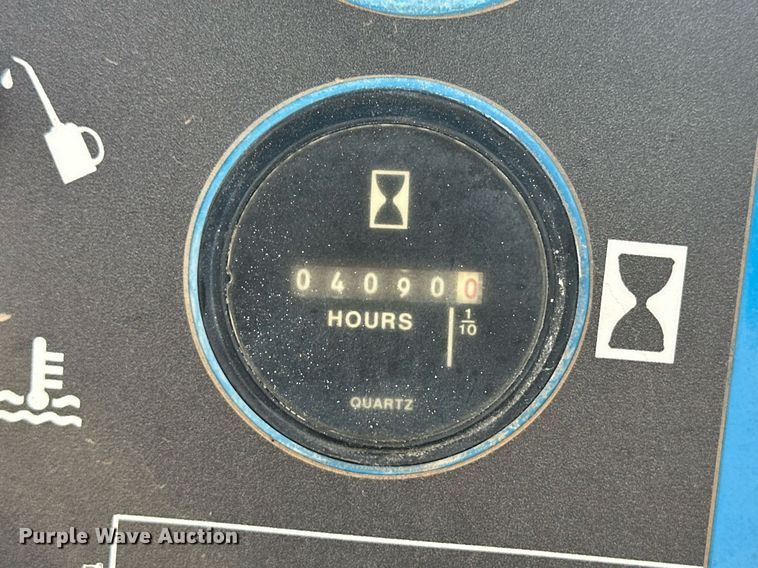 040900
HOURS
1/10
QUARTZ
Purple Wave Auction